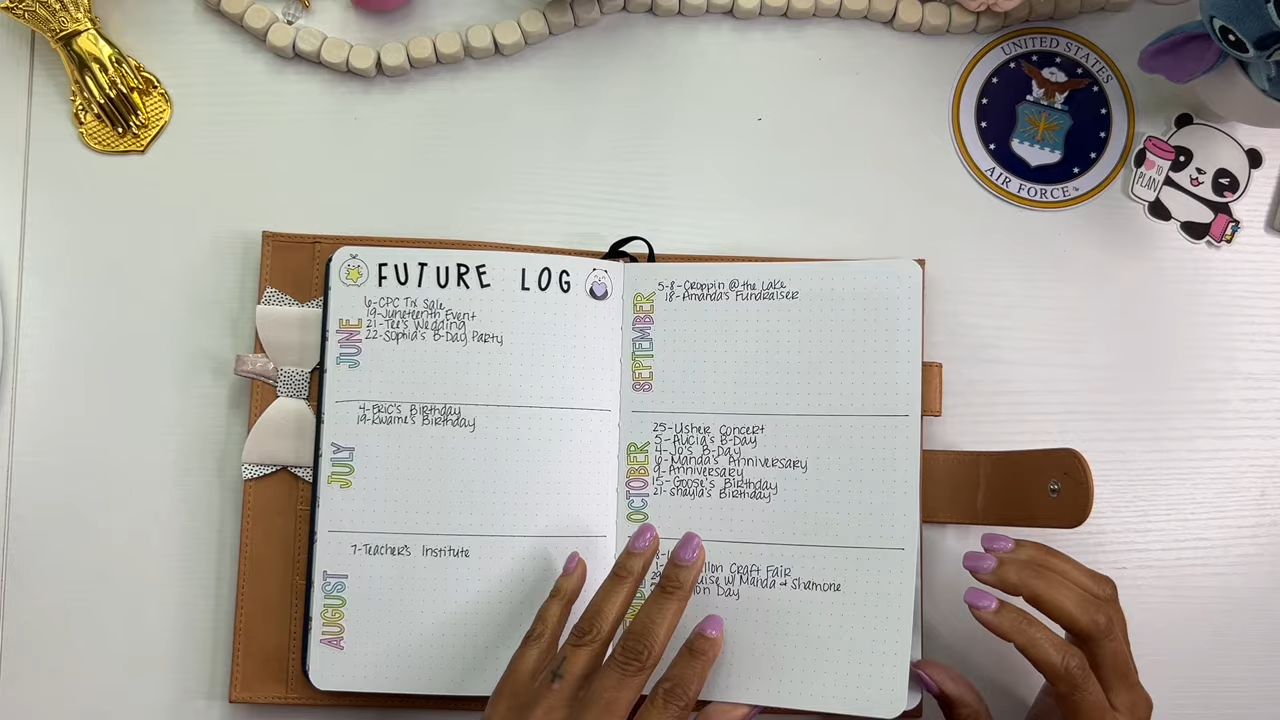 FUTURE LOG
JUNE
6-CPC TX Sale
19-Juneteenth Event
21-Tee's Wedding
22-Sophia's B-Day Party
JULY
4-Eric's Birthday
19-Kwame's Birthday
AUGUST
7-Teacher's Institute
SEPTEMBER
5-8-Croppin @ the Lake
18-Amanda's Fundraiser
OCTOBER
25-Usher Concert
5-Alicia's B-Day
4-Jo's B-Day
6-Manda's Anniversary
9-Anniversary
15-Goose's Birthday
21-Shayla's Birthday
Craft Fair
w/ Manda + Shamone
Day
UNITED STATES
AIR FORCE
TO
PLAN